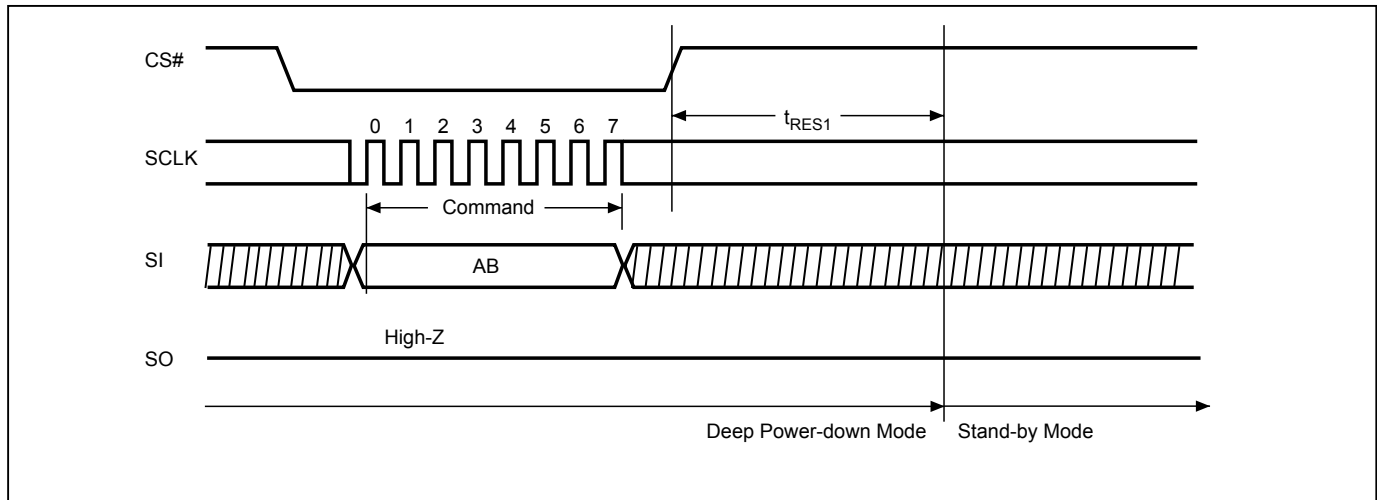 CS#
t_RES1
0 1 2 3 4 5 6 7
SCLK
Command
SI
AB
High-Z
SO
Deep Power-down Mode Stand-by Mode